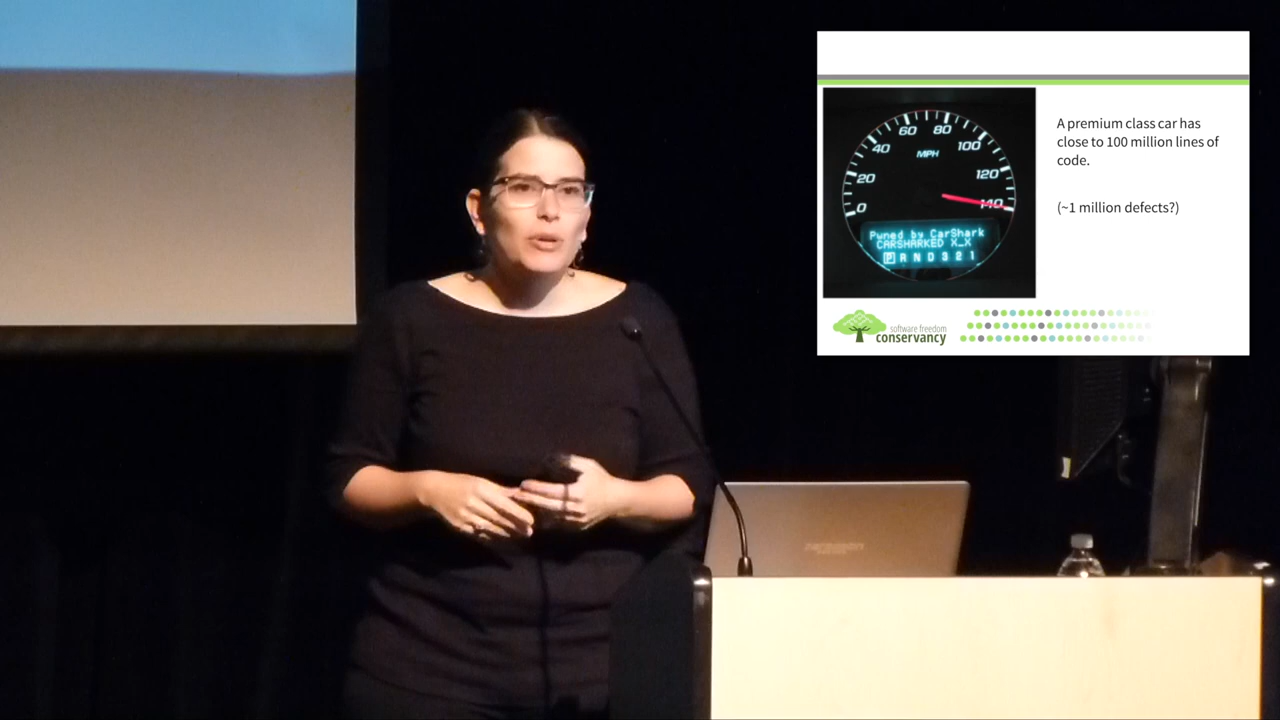 60 80
40 100
MPH
20 120
0 140
Pwned by CarShark
CARSHARKED X_X
P R N D 3 2 1
A premium class car has
close to 100 million lines of
code.
(~1 million defects?)
software freedom
conservancy